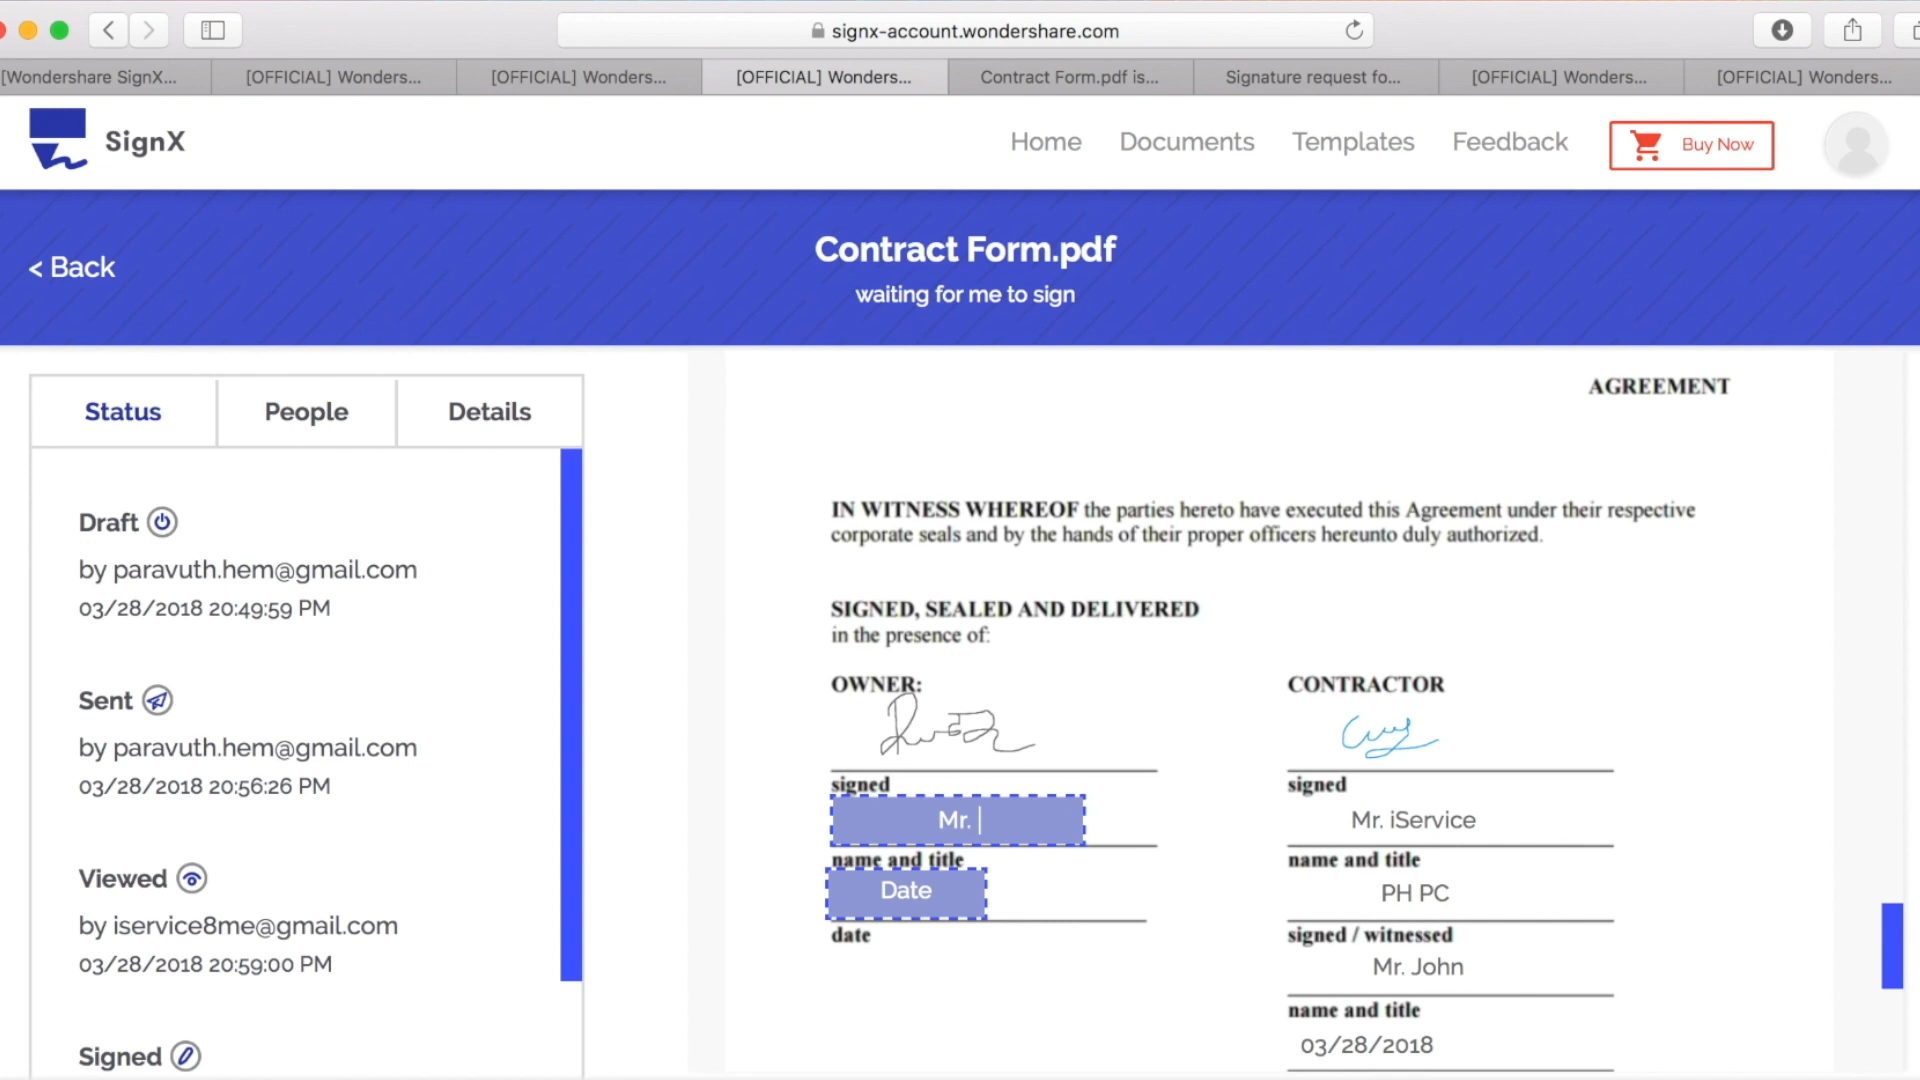 signx-account.wondershare.com
[Wondershare SignX...
[OFFICIAL] Wonders...
[OFFICIAL] Wonders...
[OFFICIAL] Wonders...
Contract Form.pdf is...
Signature request fo...
[OFFICIAL] Wonders...
[OFFICIAL] Wonders...
SignX
Home
Documents
Templates
Feedback
Buy Now
< Back
Contract Form.pdf
waiting for me to sign
Status
People
Details
Draft
by paravuth.hem@gmail.com
03/28/2018 20:49:59 PM
Sent
by paravuth.hem@gmail.com
03/28/2018 20:56:26 PM
Viewed
by iservice8me@gmail.com
03/28/2018 20:59:00 PM
Signed
AGREEMENT
IN WITNESS WHEREOF the parties hereto have executed this Agreement under their respective
corporate seals and by the hands of their proper officers hereunto duly authorized.
SIGNED, SEALED AND DELIVERED
in the presence of:
OWNER:
signed
Mr.
name and title
Date
date
CONTRACTOR
signed
Mr. iService
name and title
PH PC
signed / witnessed
Mr. John
name and title
03/28/2018